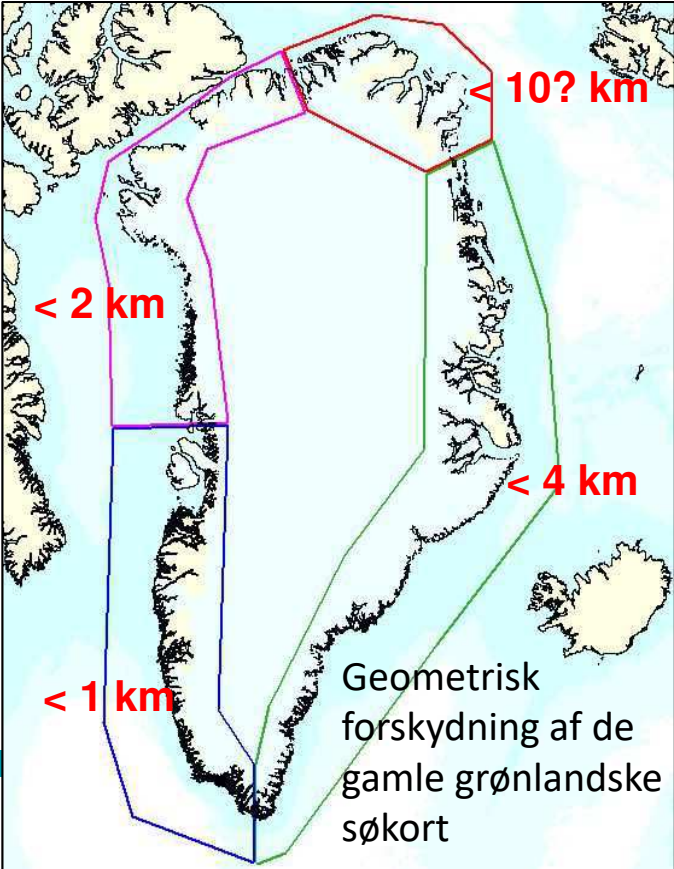 < 10? km
< 2 km
< 4 km
< 1 km
Geometrisk
forskydning af de
gamle grønlandske
søkort